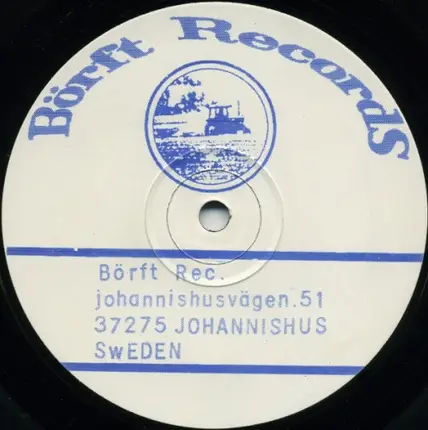 Börft RecordS
Börft Rec.
johannishusvägen.51
37275 JOHANNISHUS
SwEDEN